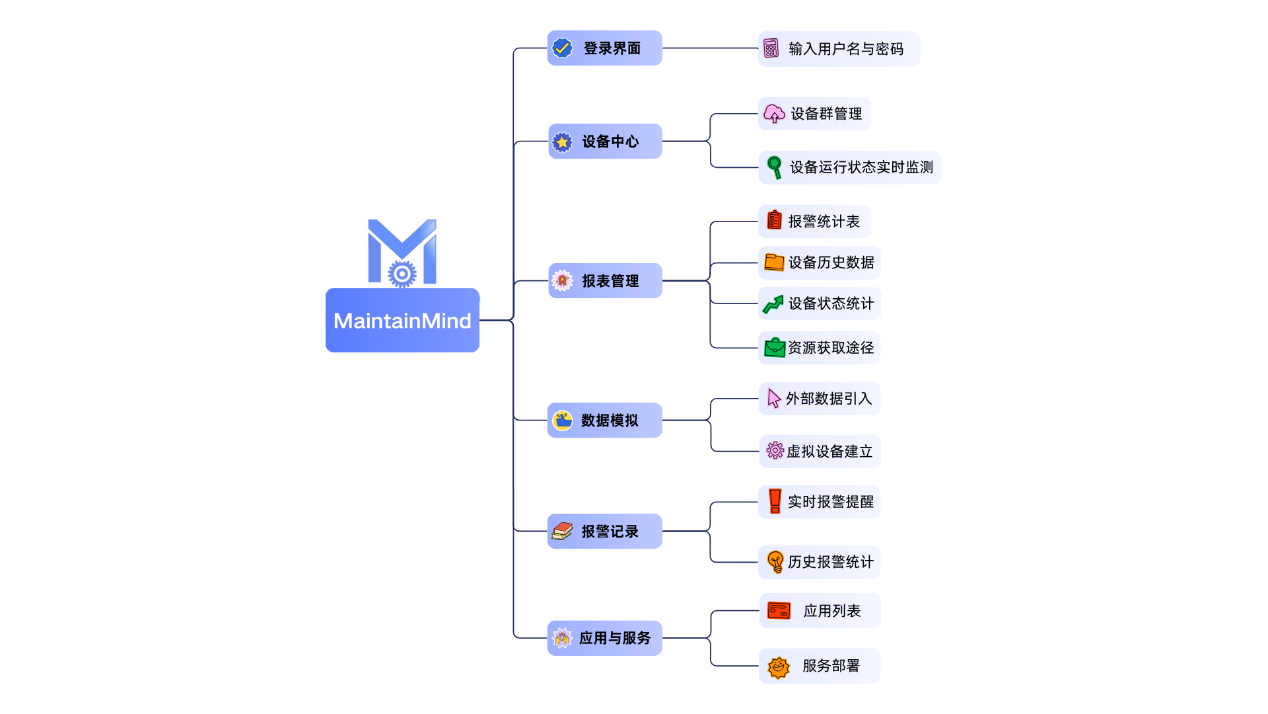 MaintainMind
登录界面
输入用户名与密码
设备中心
设备群管理
设备运行状态实时监测
报表管理
报警统计表
设备历史数据
设备状态统计
资源获取途径
数据模拟
外部数据引入
虚拟设备建立
报警记录
实时报警提醒
历史报警统计
应用与服务
应用列表
服务部署